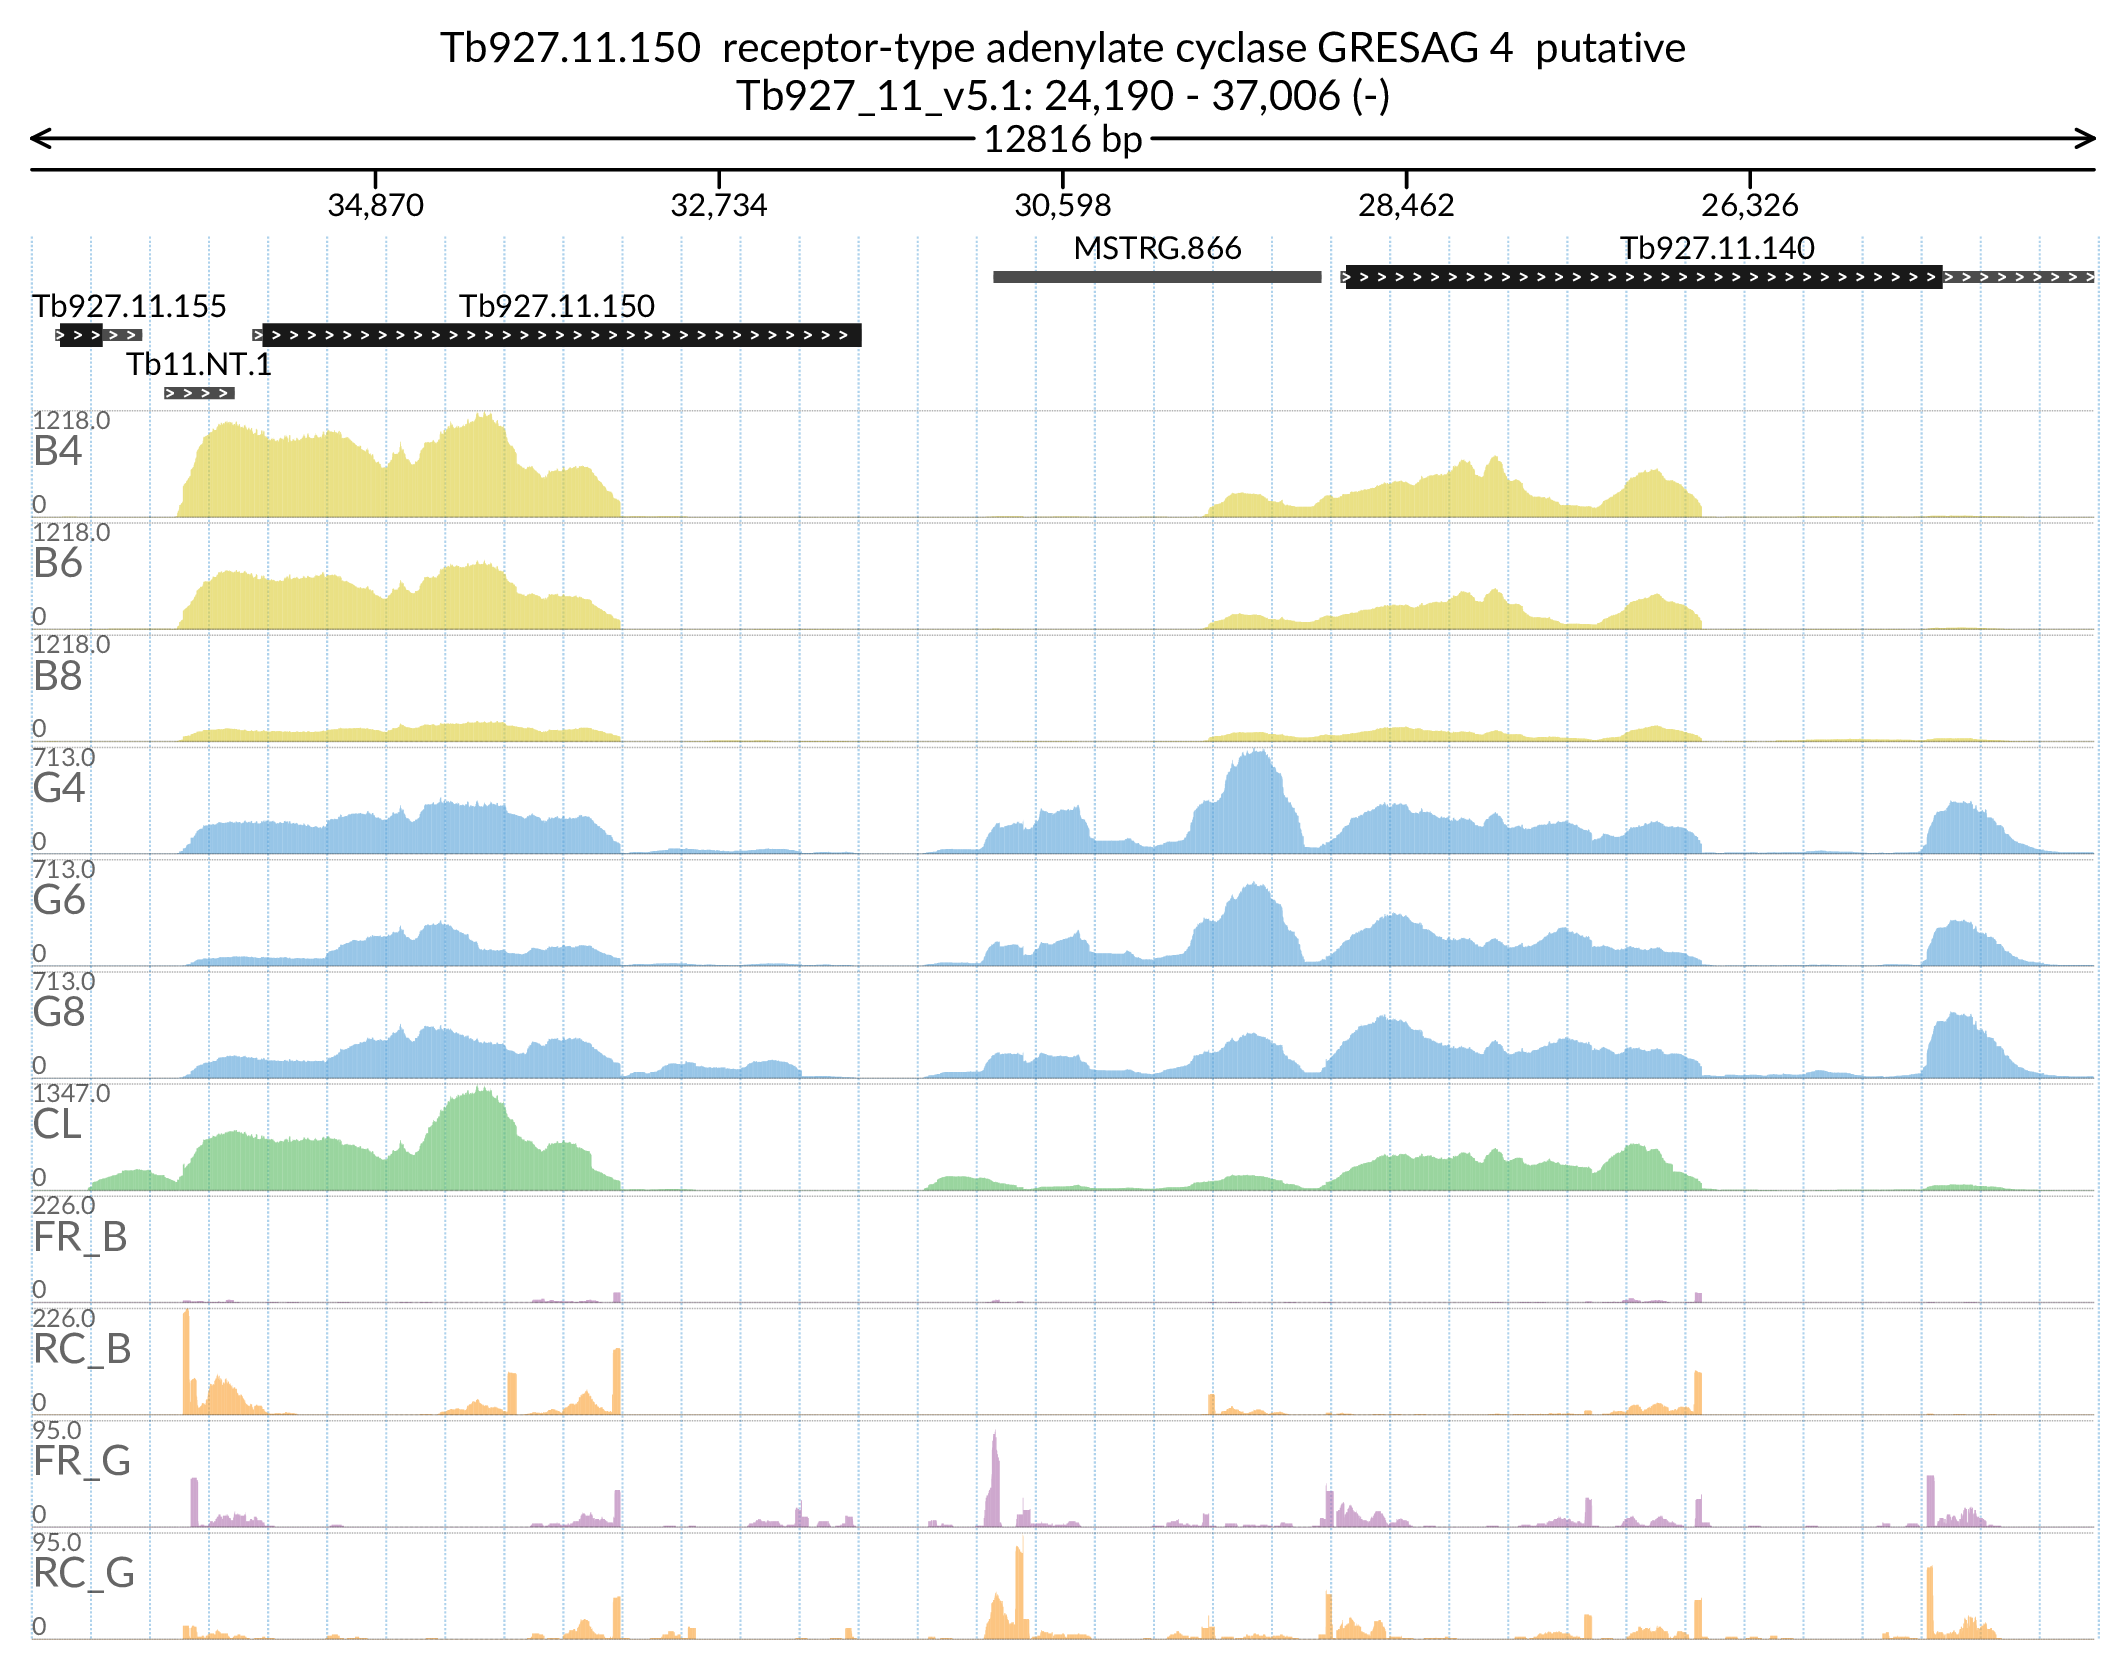 Tb927.11.150  receptor-type adenylate cyclase GRESAG 4  putative
Tb927_11_v5.1: 24,190 - 37,006 (-)
12816 bp
34,870 32,734 30,598 28,462 26,326
MSTRG.866 Tb927.11.140
Tb927.11.155 Tb927.11.150
Tb11.NT.1
1218.0
B4
0
1218.0
B6
0
1218.0
B8
0
713.0
G4
0
713.0
G6
0
713.0
G8
0
1347.0
CL
0
226.0
FR_B
0
226.0
RC_B
0
95.0
FR_G
0
95.0
RC_G
0